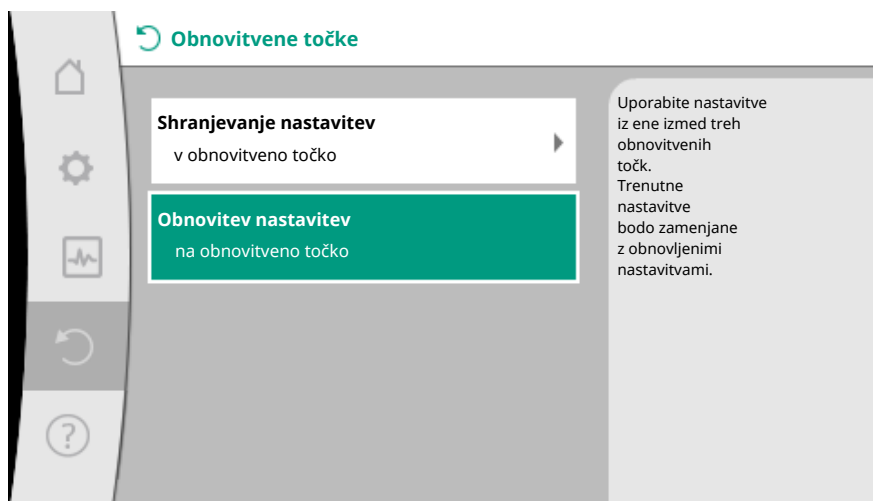 Obnovitvene točke
Shranjevanje nastavitev
v obnovitveno točko
Obnovitev nastavitev
na obnovitveno točko
Uporabite nastavitve
iz ene izmed treh
obnovitvenih
točk.
Trenutne
nastavitve
bodo zamenjane
z obnovljenimi
nastavitvami.
?